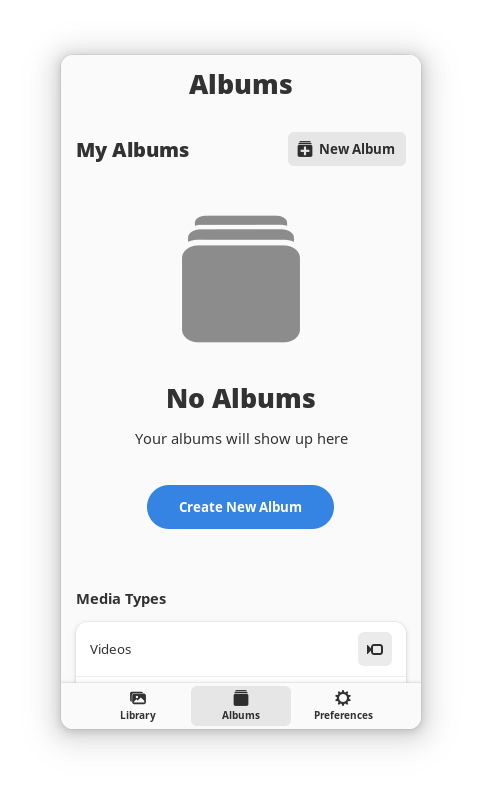 Albums
My Albums
New Album
No Albums
Your albums will show up here
Create New Album
Media Types
Videos
Library
Albums
Preferences